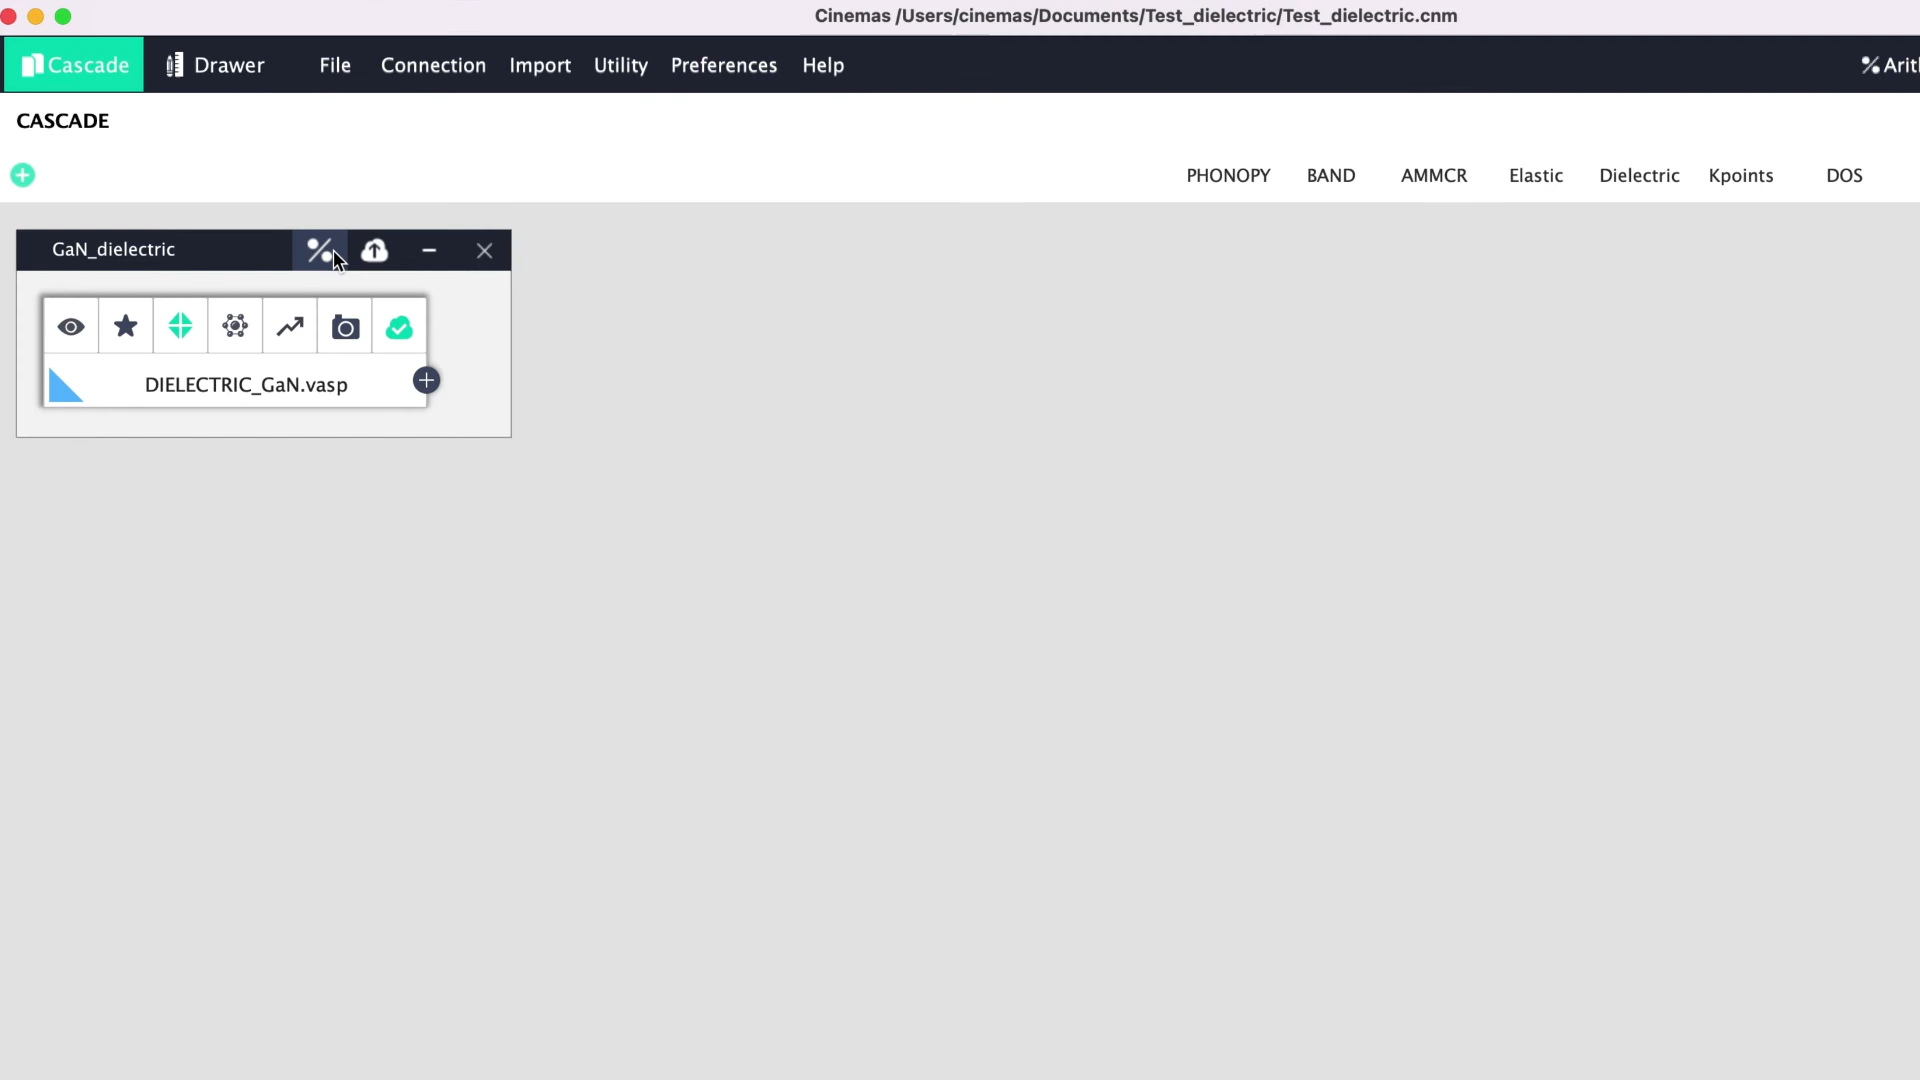 Cinemas /Users/cinemas/Documents/Test_dielectric/Test_dielectric.cnm
Cascade Drawer File Connection Import Utility Preferences Help Arit
CASCADE
PHONOPY BAND AMMCR Elastic Dielectric Kpoints DOS
GaN_dielectric
DIELECTRIC_GaN.vasp